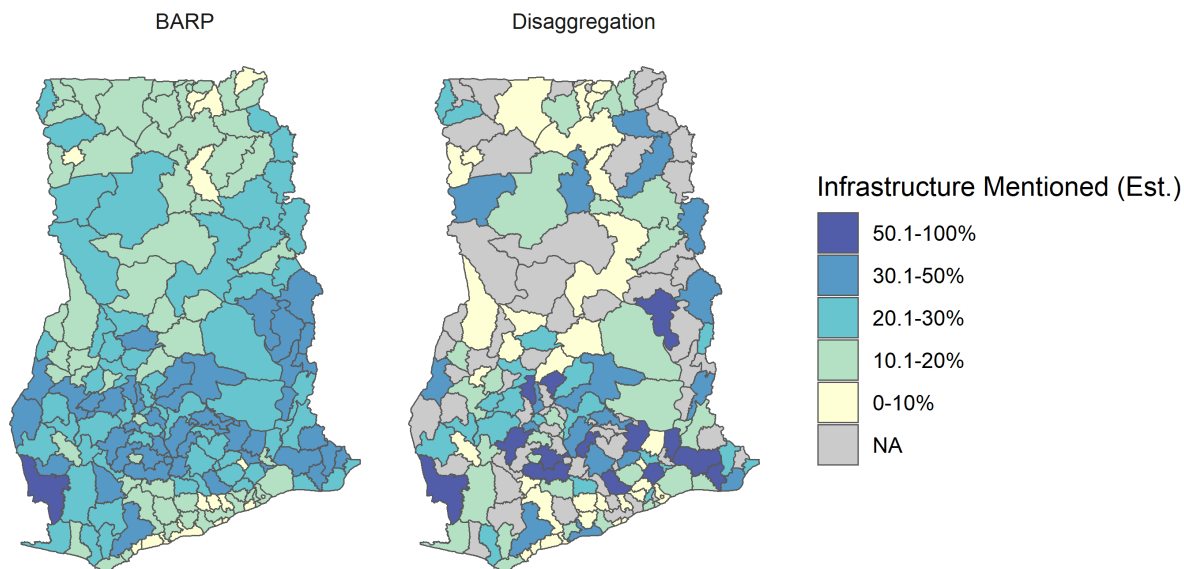 BARP
Disaggregation
Infrastructure Mentioned (Est.)
50.1-100%
30.1-50%
20.1-30%
10.1-20%
0-10%
NA